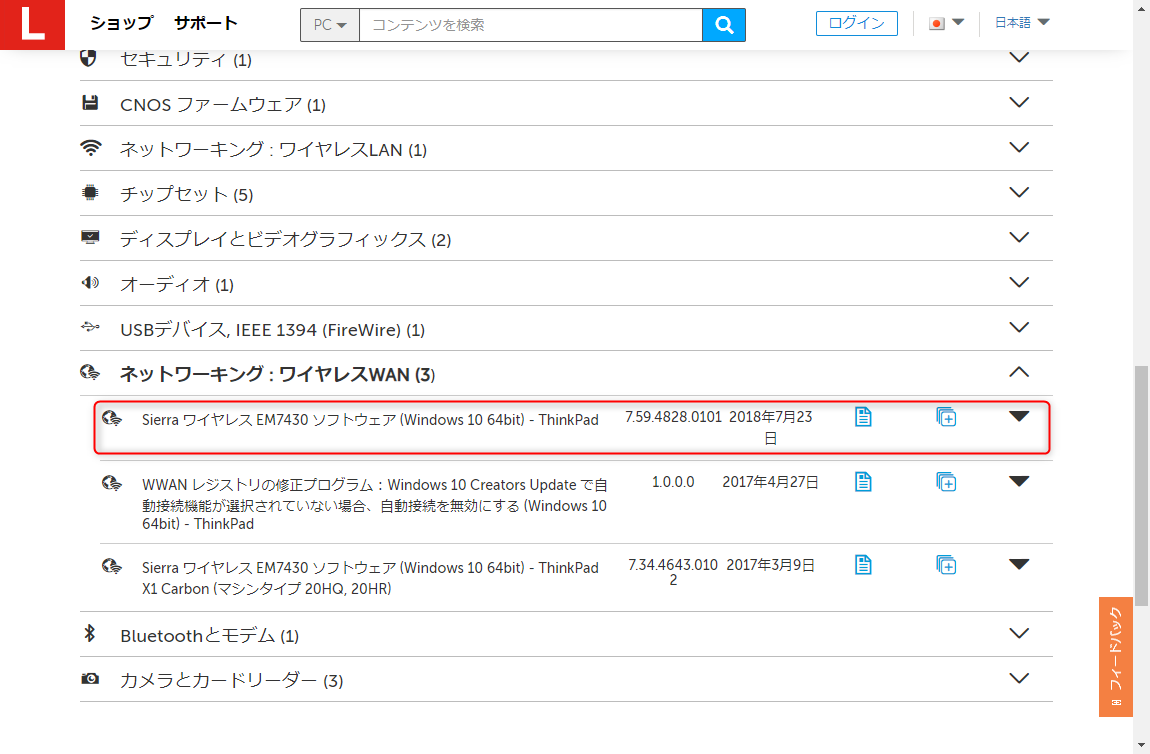 L ショップ サポート PC コンテンツを検索 ログイン 日本語
セキュリティ (1)
CNOS ファームウェア (1)
ネットワーキング : ワイヤレスLAN (1)
チップセット (5)
ディスプレイとビデオグラフィックス (2)
オーディオ (1)
USBデバイス, IEEE 1394 (FireWire) (1)
ネットワーキング : ワイヤレスWAN (3)
Sierra ワイヤレス EM7430 ソフトウェア (Windows 10 64bit) - ThinkPad 7.59.4828.0101 2018年7月23
日
WWAN レジストリの修正プログラム : Windows 10 Creators Update で自 1.0.0.0 2017年4月27日
動接続機能が選択されていない場合、自動接続を無効にする (Windows 10
64bit) - ThinkPad
Sierra ワイヤレス EM7430 ソフトウェア (Windows 10 64bit) - ThinkPad 7.34.4643.010 2017年3月9日
X1 Carbon (マシンタイプ 20HQ, 20HR) 2
Bluetoothとモデム (1)
カメラとカードリーダー (3)
フィードバック